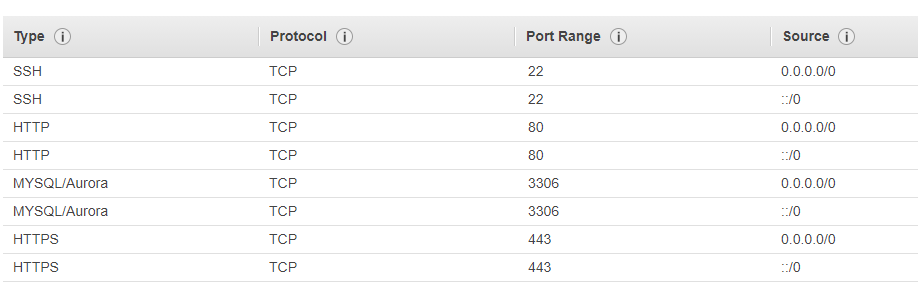 Type Protocol Port Range Source
SSH TCP 22 0.0.0.0/0
SSH TCP 22 ::/0
HTTP TCP 80 0.0.0.0/0
HTTP TCP 80 ::/0
MYSQL/Aurora TCP 3306 0.0.0.0/0
MYSQL/Aurora TCP 3306 ::/0
HTTPS TCP 443 0.0.0.0/0
HTTPS TCP 443 ::/0